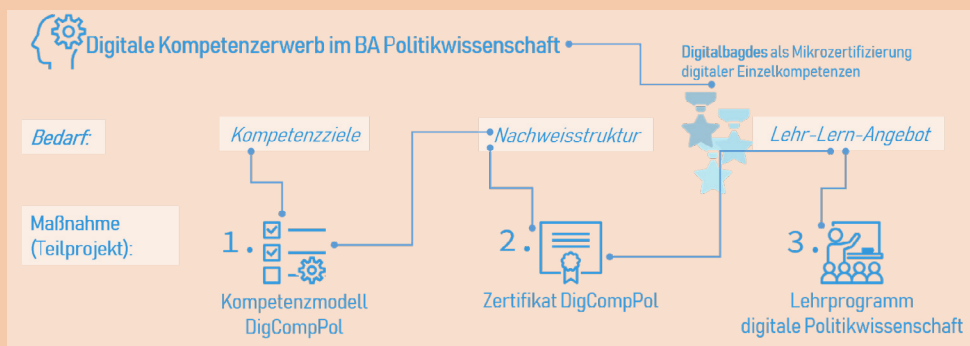 Digitale Kompetenzerwerb im BA Politikwissenschaft
Digitalbagdes als Mikrozertifizierung
digitaler Einzelkompetenzen
Bedarf:
Kompetenzziele
Nachweisstruktur
Lehr-Lern-Angebot
Maßnahme
(Teilprojekt):
1.
2.
3.
Kompetenzmodell
DigCompPol
Zertifikat DigCompPol
Lehrprogramm
digitale Politikwissenschaft